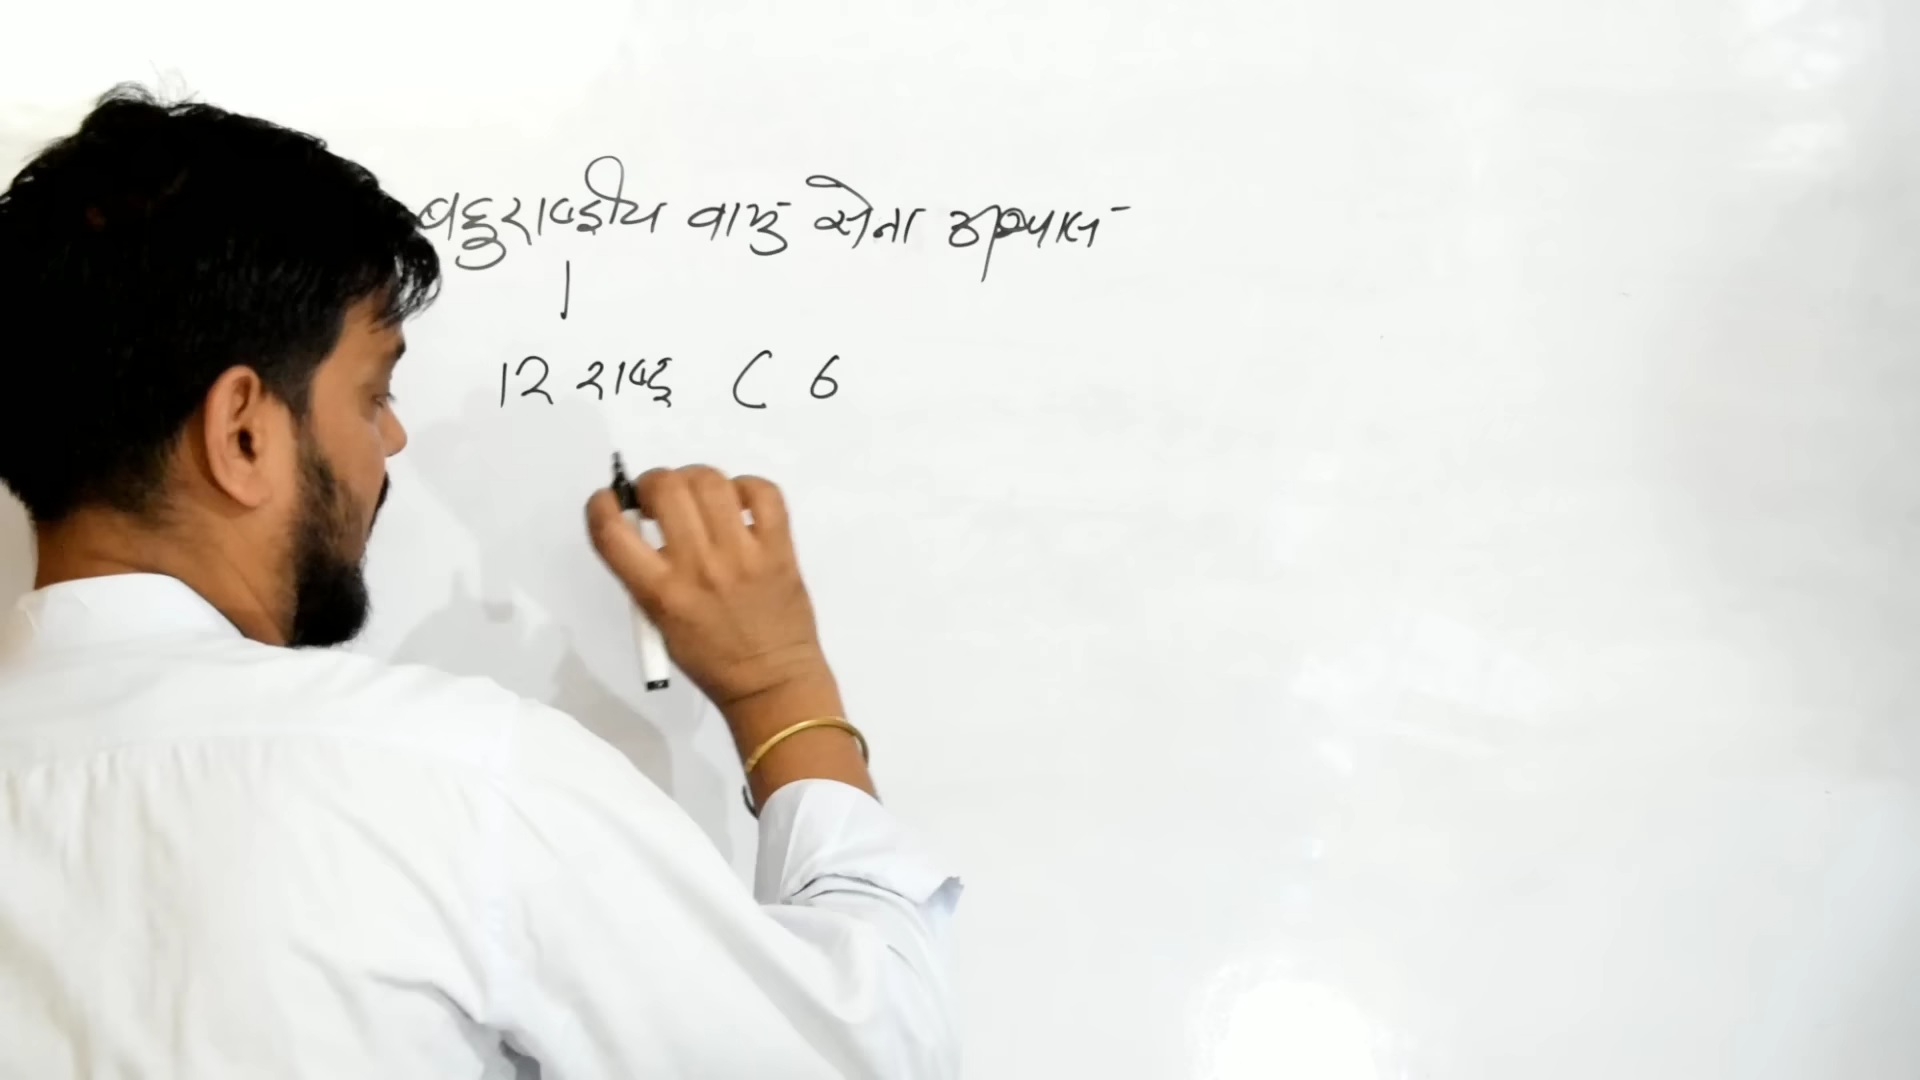 बहुराष्ट्रीय वायु सेना अभ्यास -
12 राष्ट्र ( 6